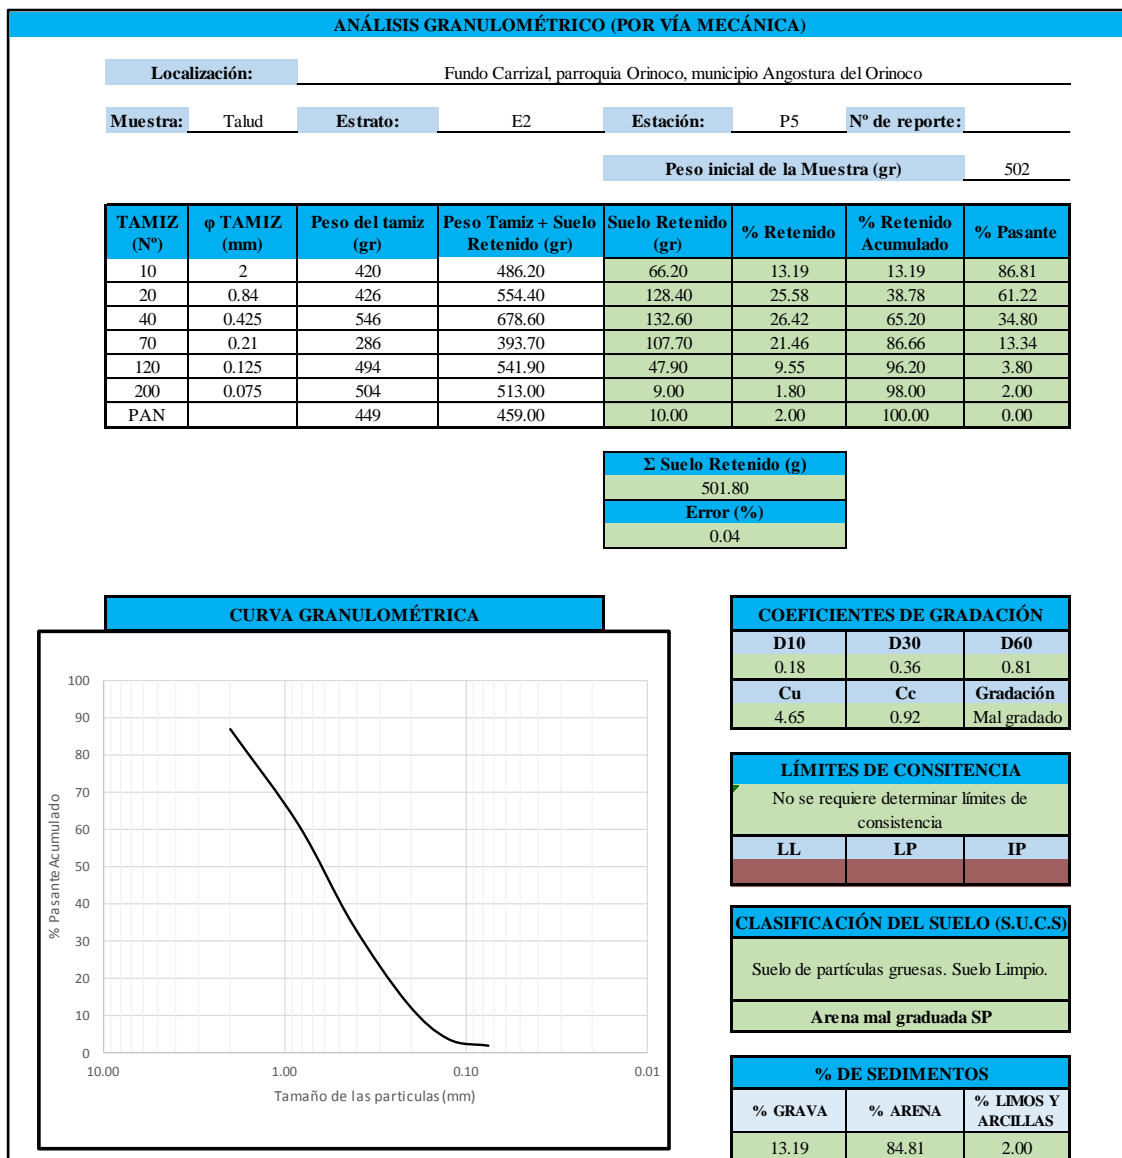 ANÁLISIS GRANULOMÉTRICO (POR VÍA MECÁNICA)
Localización: Fundo Carrizal, parroquia Orinoco, municipio Angostura del Orinoco
Muestra: Talud Estrato: E2 Estación: P5 Nº de reporte:
Peso inicial de la Muestra (gr) 502
TAMIZ (Nº) φ TAMIZ (mm) Peso del tamiz (gr) Peso Tamiz + Suelo Retenido (gr) Suelo Retenido (gr) % Retenido % Retenido Acumulado % Pasante
10 2 420 486.20 66.20 13.19 13.19 86.81
20 0.84 426 554.40 128.40 25.58 38.78 61.22
40 0.425 546 678.60 132.60 26.42 65.20 34.80
70 0.21 286 393.70 107.70 21.46 86.66 13.34
120 0.125 494 541.90 47.90 9.55 96.20 3.80
200 0.075 504 513.00 9.00 1.80 98.00 2.00
PAN 449 459.00 10.00 2.00 100.00 0.00
Σ Suelo Retenido (g)
501.80
Error (%)
0.04
CURVA GRANULOMÉTRICA
% Pasante Acumulado
100
90
80
70
60
50
40
30
20
10
0
10.00 1.00 0.10 0.01
Tamaño de las particulas (mm)
COEFICIENTES DE GRADACIÓN
D10 D30 D60
0.18 0.36 0.81
Cu Cc Gradación
4.65 0.92 Mal gradado
LÍMITES DE CONSITENCIA
No se requiere determinar límites de
consistencia
LL LP IP
CLASIFICACIÓN DEL SUELO (S.U.C.S)
Suelo de partículas gruesas. Suelo Limpio.
Arena mal graduada SP
% DE SEDIMENTOS
% GRAVA % ARENA % LIMOS Y ARCILLAS
13.19 84.81 2.00